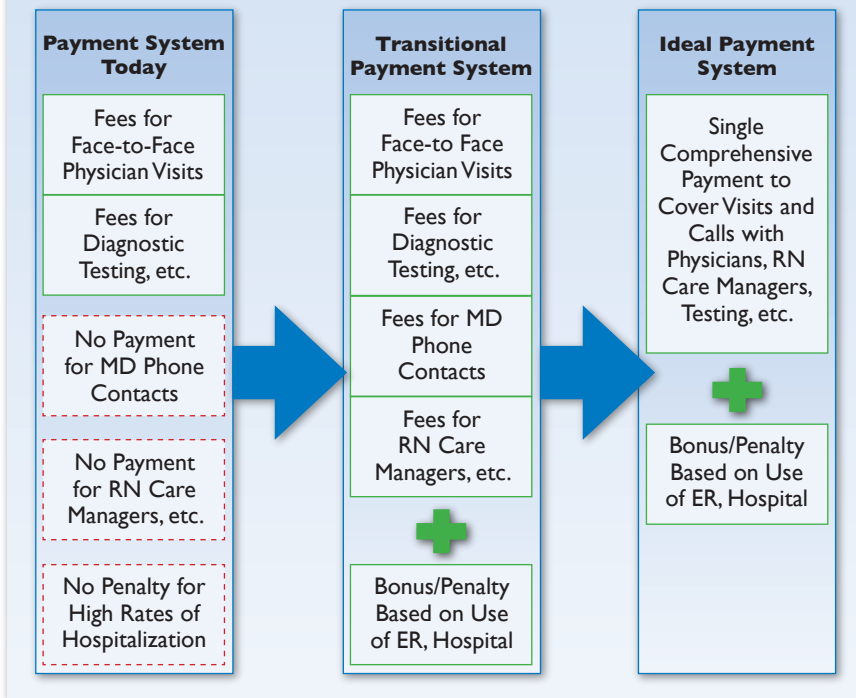 Payment System
Today
Fees for
Face-to-Face
Physician Visits
Fees for
Diagnostic
Testing, etc.
No Payment
for MD Phone
Contacts
No Payment
for RN Care
Managers, etc.
No Penalty for
High Rates of
Hospitalization
Transitional
Payment System
Fees for
Face-to Face
Physician Visits
Fees for
Diagnostic
Testing, etc.
Fees for MD
Phone
Contacts
Fees for
RN Care
Managers, etc.
Bonus/Penalty
Based on Use
of ER, Hospital
Ideal Payment
System
Single
Comprehensive
Payment to
Cover Visits and
Calls with
Physicians, RN
Care Managers,
Testing, etc.
Bonus/Penalty
Based on Use
of ER, Hospital